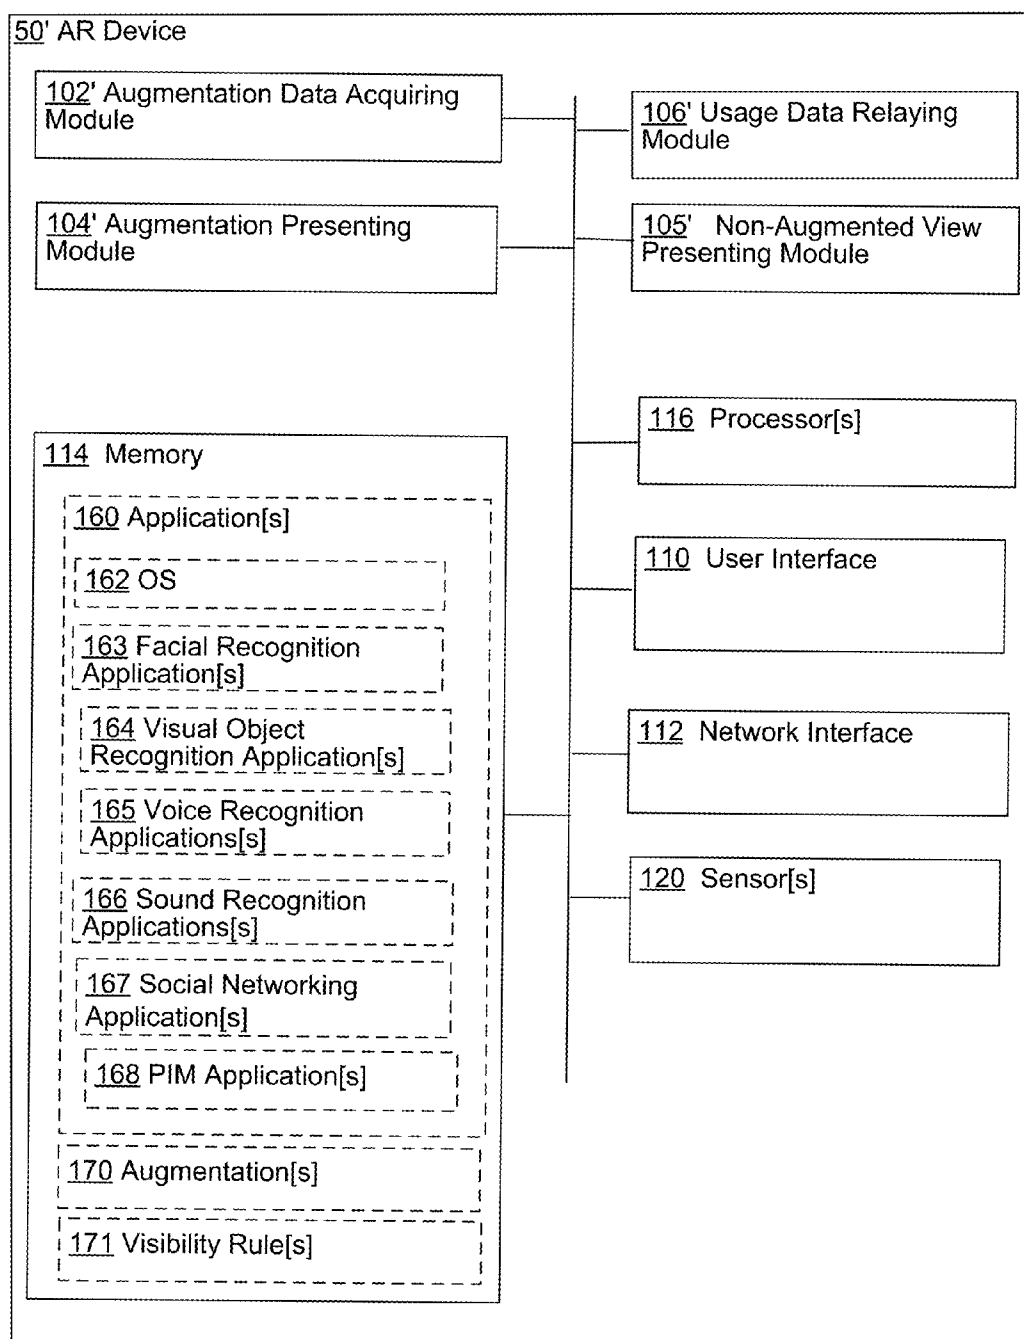 50' AR Device
102' Augmentation Data Acquiring
Module
106' Usage Data Relaying
Module
104' Augmentation Presenting
Module
105' Non-Augmented View
Presenting Module
116 Processor[s]
114 Memory
160 Application[s]
162 OS
110 User Interface
163 Facial Recognition
Application[s]
164 Visual Object
Recognition Application[s]
112 Network Interface
165 Voice Recognition
Applications[s]
166 Sound Recognition
Applications[s]
120 Sensor[s]
167 Social Networking
Application[s]
168 PIM Application[s]
170 Augmentation[s]
171 Visibility Rule[s]